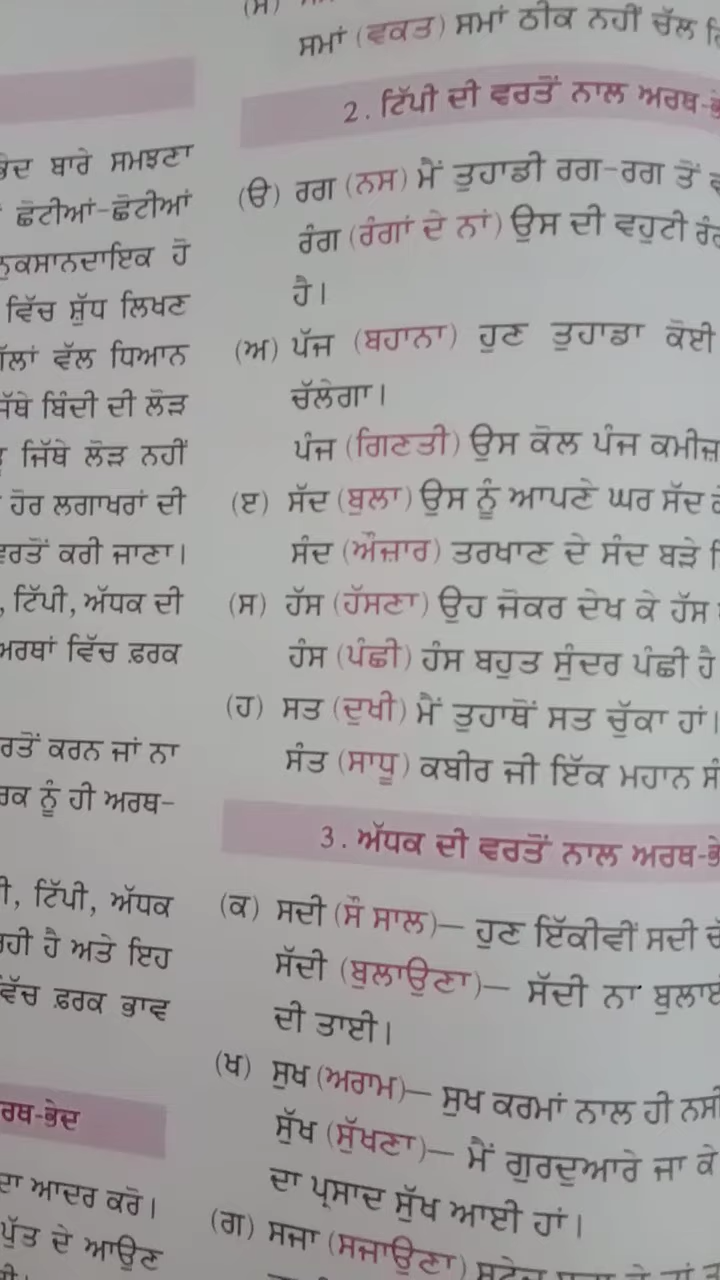 ਭੇਦ ਬਾਰੇ ਸਮਝਣਾ
ਛੋਟੀਆਂ-ਛੋਟੀਆਂ
ਨੁਕਸਾਨਦਾਇਕ ਹੋ
ਵਿੱਚ ਸ਼ੁੱਧ ਲਿਖਣ
ਵੱਲ ਧਿਆਨ
ਬਿੰਦੀ ਦੀ ਲੋੜ
ਜਿੱਥੇ ਲੋੜ ਨਹੀਂ
ਹੋਰ ਲਗਾਖਰਾਂ ਦੀ
ਵਰਤੋਂ ਕਰੀ ਜਾਣਾ।
, ਟਿੱਪੀ, ਅੱਧਕ ਦੀ
ਅਰਥਾਂ ਵਿੱਚ ਫ਼ਰਕ
ਕਰਨ ਜਾਂ ਨਾ
ਨੂੰ ਹੀ ਅਰਥ-
ਟਿੱਪੀ, ਅੱਧਕ
ਹੈ ਅਤੇ ਇਹ
ਵਿੱਚ ਫ਼ਰਕ ਭਾਵ
ਅਰਥ-ਭੇਦ
ਦਾ ਆਦਰ ਕਰੋ।
ਪੁੱਤ ਦੇ ਆਉਣ
ਸਮਾਂ (ਵਕਤ) ਸਮਾਂ ਠੀਕ ਨਹੀਂ ਚੱਲ
2. ਟਿੱਪੀ ਦੀ ਵਰਤੋਂ ਨਾਲ ਅਰਥ-
(ੳ) ਰਗ (ਨਸ) ਮੈਂ ਤੁਹਾਡੀ ਰਗ-ਰਗ ਤੋਂ
ਰੰਗ (ਰੰਗਾਂ ਦੇ ਨਾਂ) ਉਸ ਦੀ ਵਹੁਟੀ
ਹੈ।
(ਅ) ਪੱਜ (ਬਹਾਨਾ) ਹੁਣ ਤੁਹਾਡਾ ਕੋਈ
ਚੱਲੇਗਾ।
ਪੰਜ (ਗਿਣਤੀ) ਉਸ ਕੋਲ ਪੰਜ ਕਮੀਜ਼
(ੲ) ਸੱਦ (ਬੁਲਾ) ਉਸ ਨੂੰ ਆਪਣੇ ਘਰ ਸੱਦ
ਸੰਦ (ਔਜ਼ਾਰ) ਤਰਖਾਣ ਦੇ ਸੰਦ ਬੜੇ
(ਸ) ਹੱਸ (ਹੱਸਣਾ) ਉਹ ਜੋਕਰ ਦੇਖ ਕੇ ਹੱਸ
ਹੰਸ (ਪੰਛੀ) ਹੰਸ ਬਹੁਤ ਸੁੰਦਰ ਪੰਛੀ ਹੈ
(ਹ) ਸਤ (ਦੁਖੀ) ਮੈਂ ਤੁਹਾਥੋਂ ਸਤ ਚੁੱਕਾ ਹਾਂ।
ਸੰਤ (ਸਾਧੂ) ਕਬੀਰ ਜੀ ਇੱਕ ਮਹਾਨ
3. ਅੱਧਕ ਦੀ ਵਰਤੋਂ ਨਾਲ ਅਰਥ-
(ਕ) ਸਦੀ (ਸੌ ਸਾਲ)– ਹੁਣ ਇੱਕੀਵੀਂ ਸਦੀ
ਸੱਦੀ (ਬੁਲਾਉਣਾ)– ਸੱਦੀ ਨਾ
ਦੀ ਤਾਈ।
(ਖ) ਸੁਖ (ਅਰਾਮ)– ਸੁਖ ਕਰਮਾਂ ਨਾਲ ਹੀ
ਸੁੱਖ (ਸੁੱਖਣਾ)– ਮੈਂ ਗੁਰਦੁਆਰੇ ਜਾ ਕੇ
ਦਾ ਪ੍ਰਸਾਦ ਸੁੱਖ ਆਈ ਹਾਂ।
(ਗ) ਸਜਾ (ਸਜਾਉਣਾ)